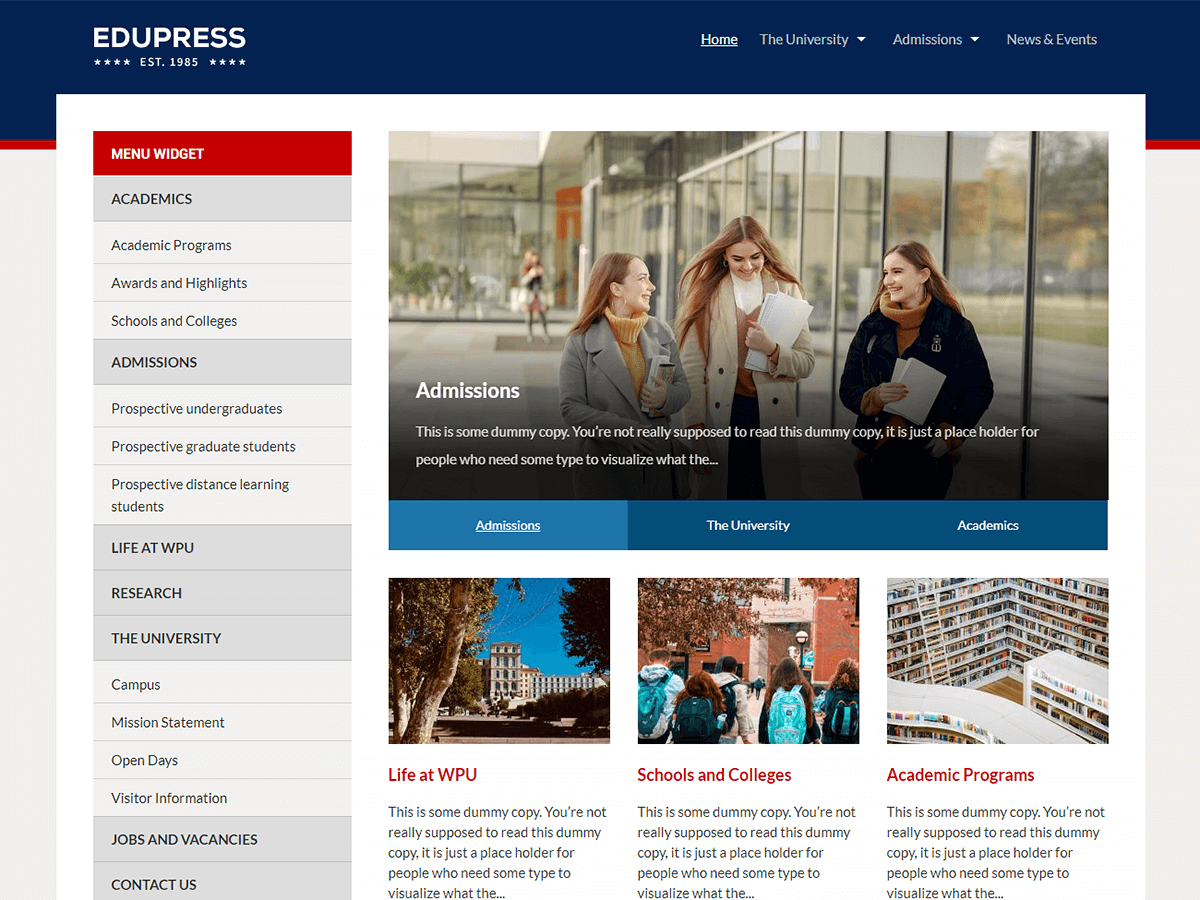 EDUPRESS
★★★★ EST. 1985 ★★★★
Home
The University
Admissions
News & Events
MENU WIDGET
ACADEMICS
Academic Programs
Awards and Highlights
Schools and Colleges
ADMISSIONS
Prospective undergraduates
Prospective graduate students
Prospective distance learning
students
LIFE AT WPU
RESEARCH
THE UNIVERSITY
Campus
Mission Statement
Open Days
Visitor Information
JOBS AND VACANCIES
CONTACT US
Admissions
This is some dummy copy. You’re not really supposed to read this dummy copy, it is just a place holder for
people who need some type to visualize what the...
Admissions
The University
Academics
Life at WPU
This is some dummy copy. You’re not
really supposed to read this dummy
copy, it is just a place holder for
people who need some type to
visualize what the...
Schools and Colleges
This is some dummy copy. You’re not
really supposed to read this dummy
copy, it is just a place holder for
people who need some type to
visualize what the...
Academic Programs
This is some dummy copy. You’re not
really supposed to read this dummy
copy, it is just a place holder for
people who need some type to
visualize what the...